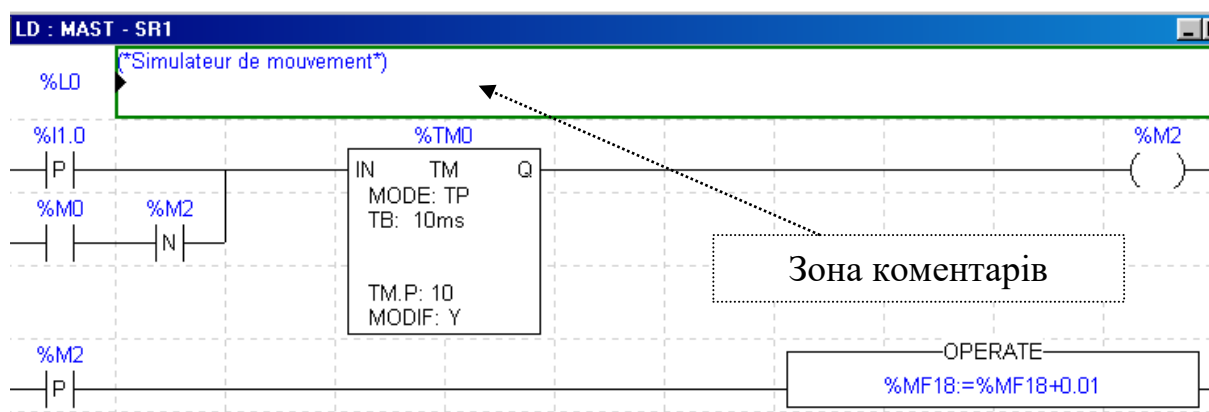 LD : MAST - SR1
%L0
(*Simulateur de mouvement*)
%I1.0
%TM0
%M2
P
IN TM Q
MODE: TP
%M0
%M2
TB: 10ms
N
Зона коментарів
TM.P: 10
MODIF: Y
%M2
OPERATE
P
%MF18:=%MF18+0.01